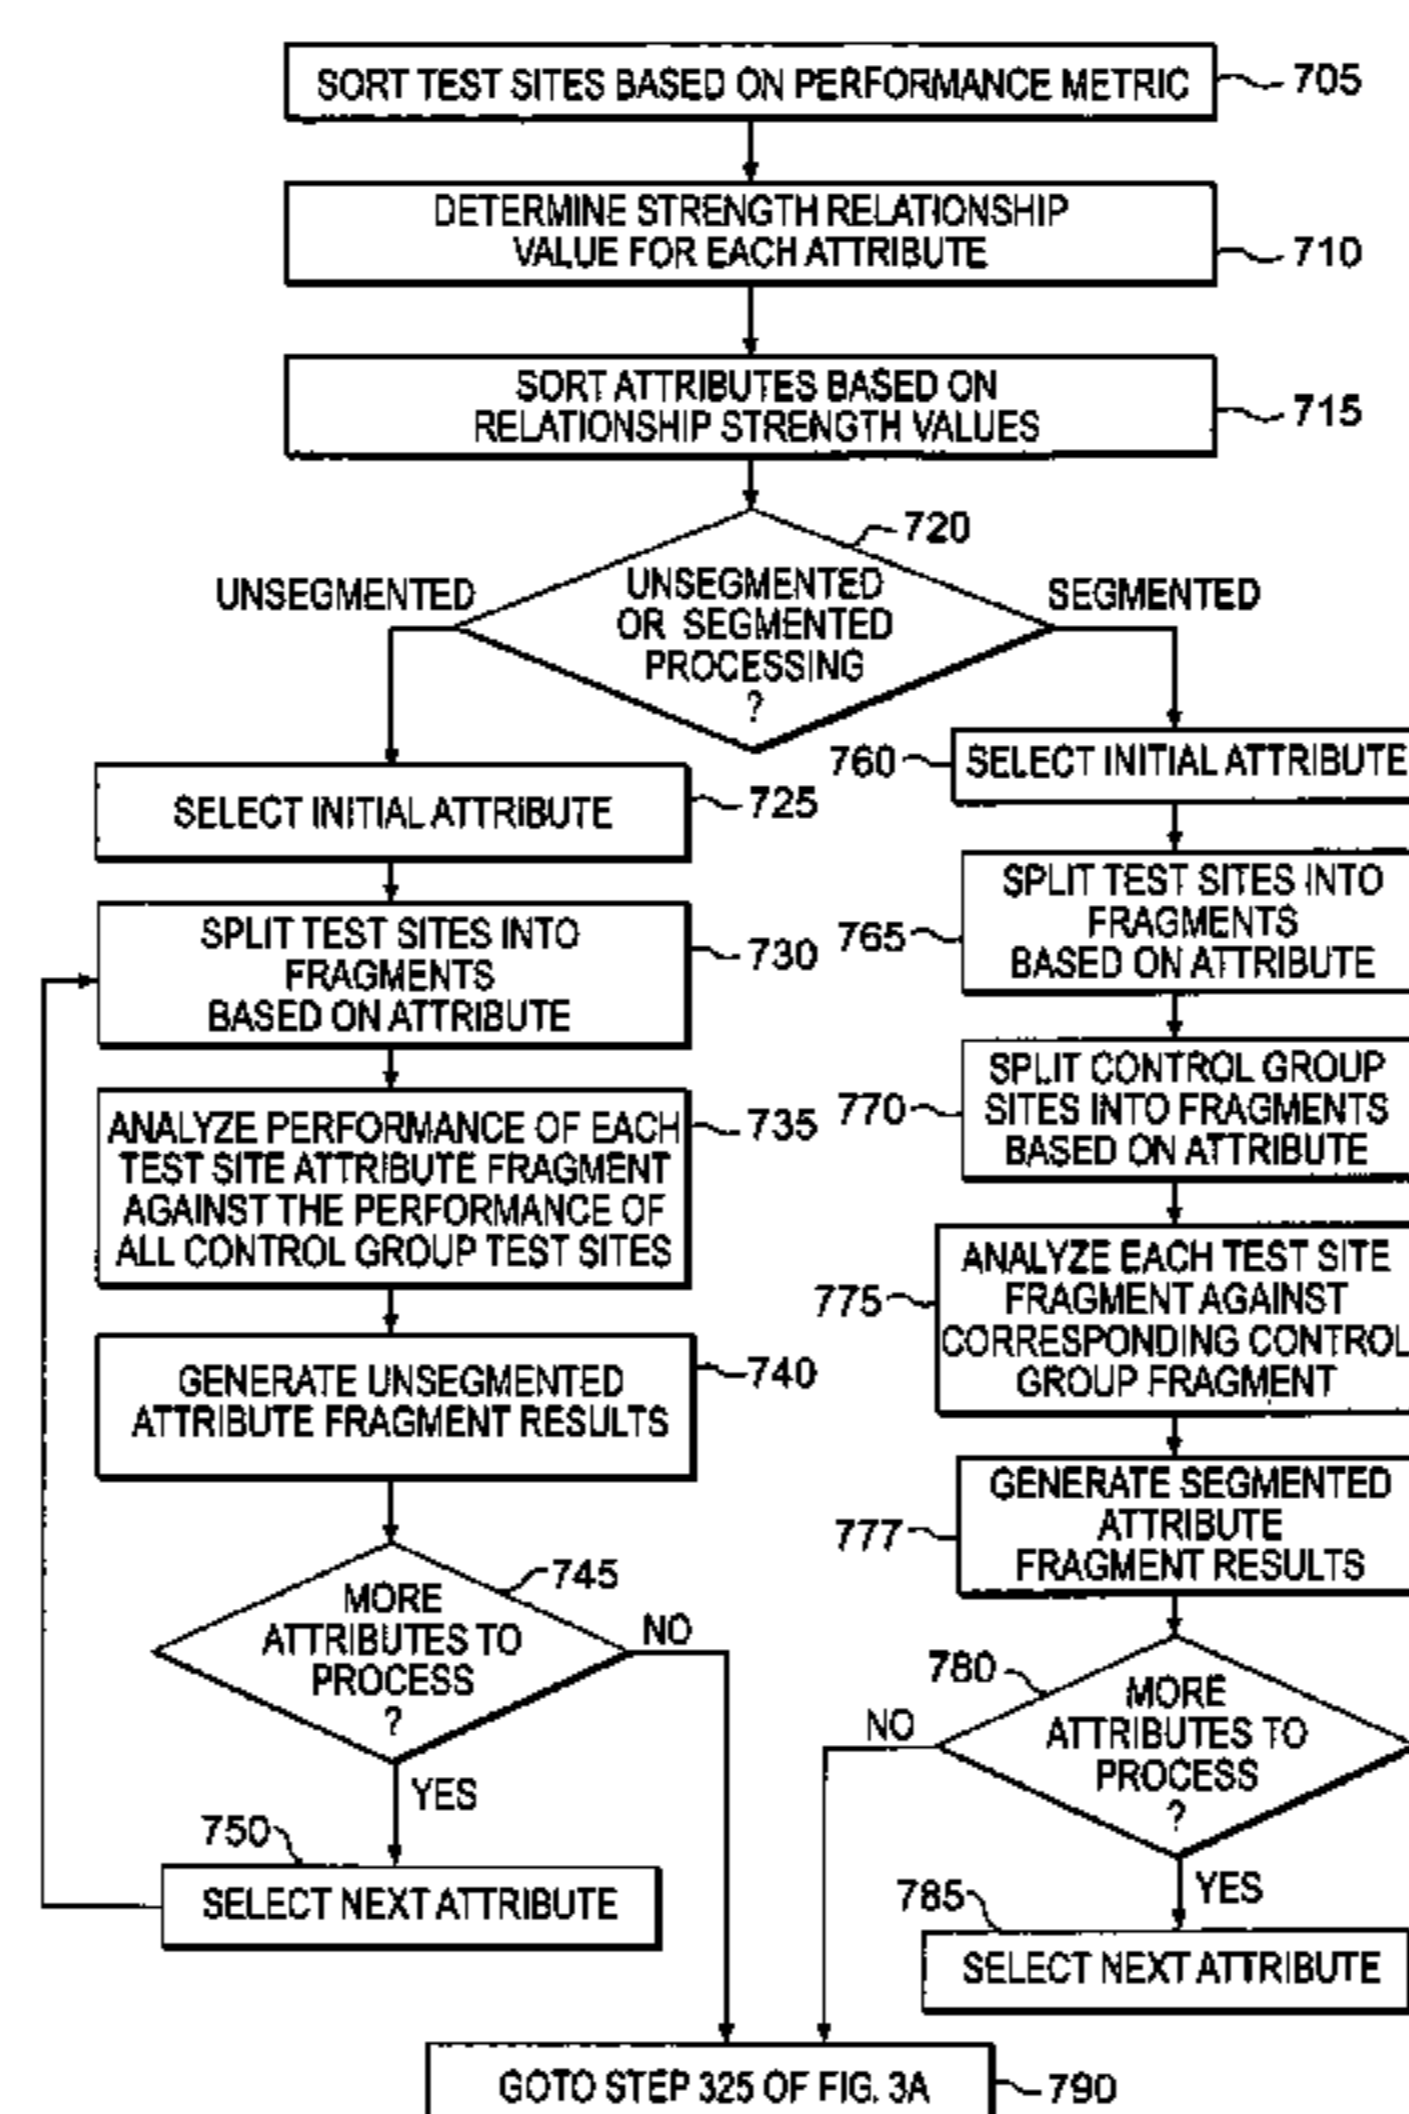 SORT TEST SITES BASED ON PERFORMANCE METRIC
705
DETERMINE STRENGTH RELATIONSHIP
VALUE FOR EACH ATTRIBUTE
710
SORT ATTRIBUTES BASED ON
RELATIONSHIP STRENGTH VALUES
715
720
UNSEGMENTED
OR SEGMENTED
PROCESSING
?
UNSEGMENTED
SEGMENTED
SELECT INITIAL ATTRIBUTE
725
SPLIT TEST SITES INTO
FRAGMENTS
BASED ON ATTRIBUTE
730
ANALYZE PERFORMANCE OF EACH
TEST SITE ATTRIBUTE FRAGMENT
AGAINST THE PERFORMANCE OF
ALL CONTROL GROUP TEST SITES
735
GENERATE UNSEGMENTED
ATTRIBUTE FRAGMENT RESULTS
740
745
MORE
ATTRIBUTES TO
PROCESS
?
NO
YES
750
SELECT NEXT ATTRIBUTE
760
SELECT INITIAL ATTRIBUTE
765
SPLIT TEST SITES INTO
FRAGMENTS
BASED ON ATTRIBUTE
770
SPLIT CONTROL GROUP
SITES INTO FRAGMENTS
BASED ON ATTRIBUTE
775
ANALYZE EACH TEST SITE
FRAGMENT AGAINST
CORRESPONDING CONTROL
GROUP FRAGMENT
777
GENERATE SEGMENTED
ATTRIBUTE
FRAGMENT RESULTS
780
MORE
ATTRIBUTES TO
PROCESS
?
NO
YES
785
SELECT NEXT ATTRIBUTE
GOTO STEP 325 OF FIG. 3A
790